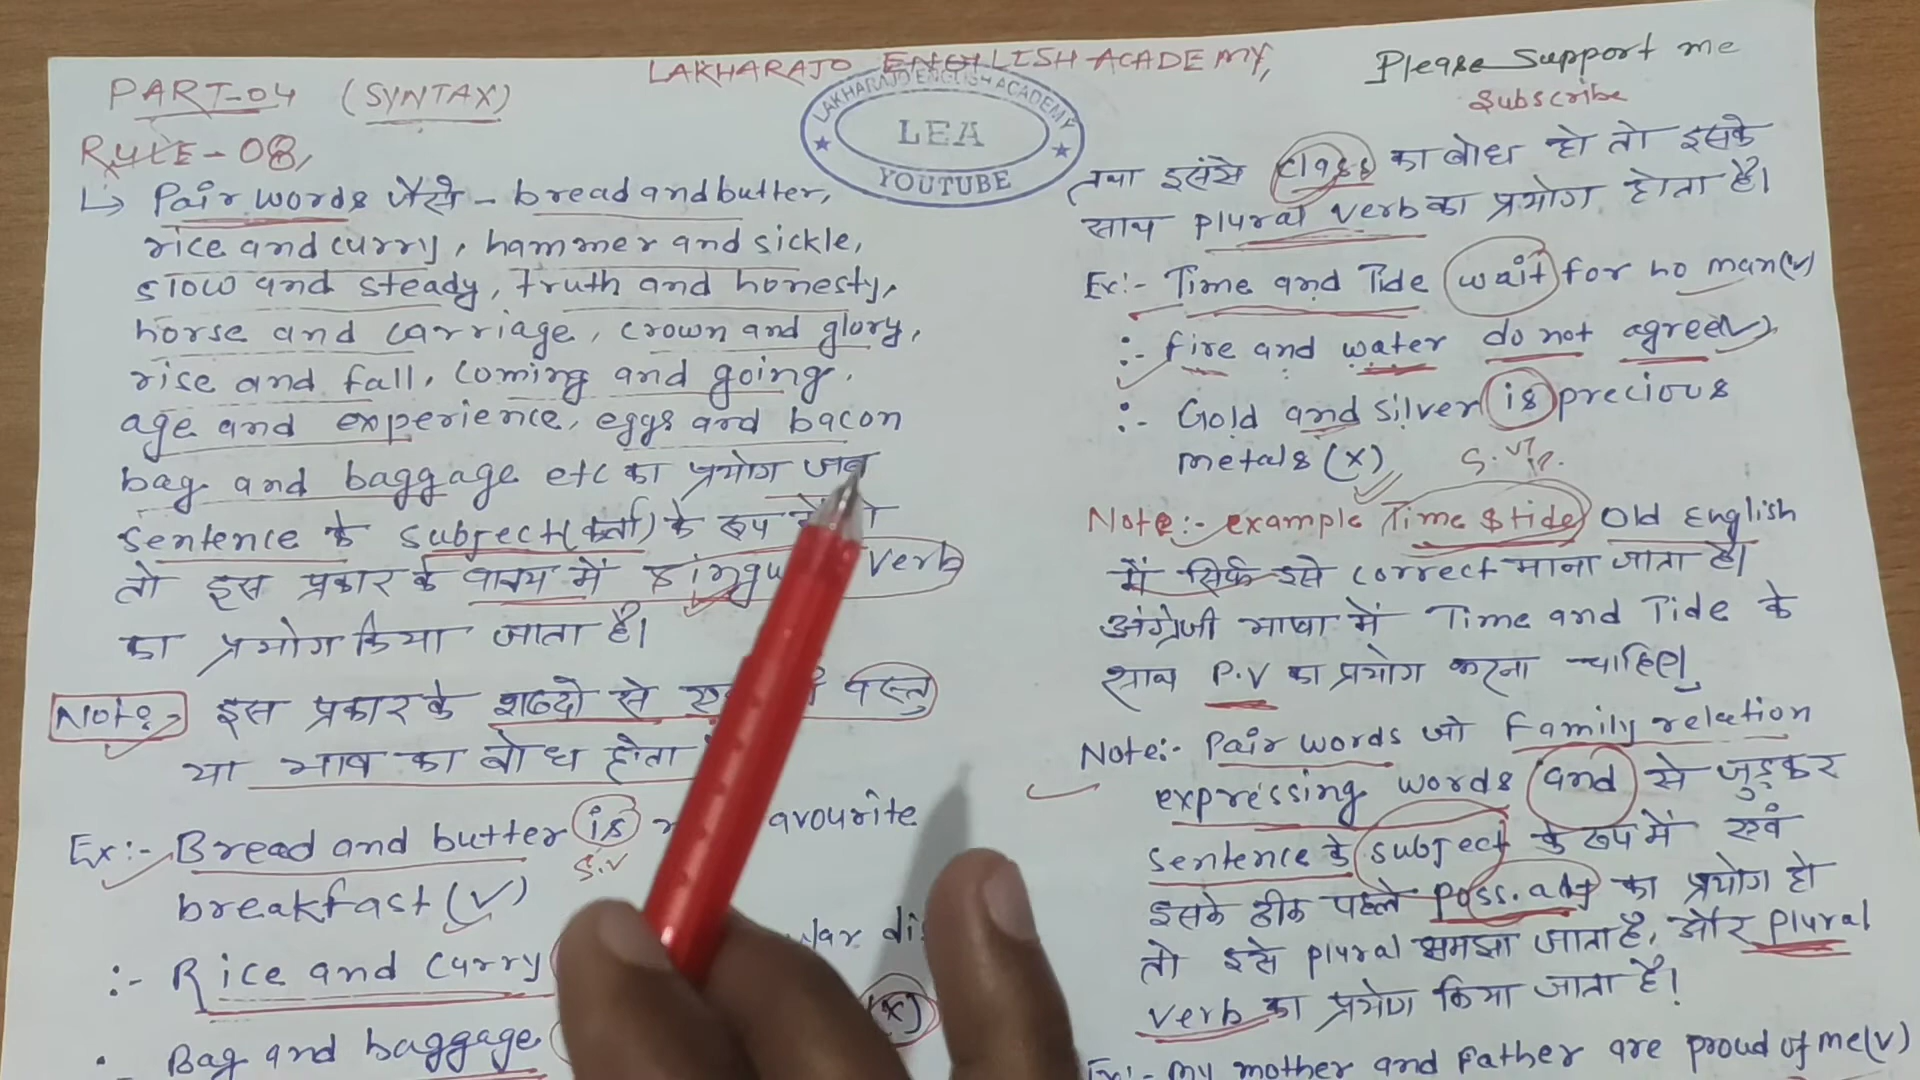 LAKHARAJO ENGLISH ACADEMY,
Please Support me
Subscribe
LAKHARAJO ENGLISH ACADEMY
LEA
YOUTUBE
PART-04 (SYNTAX)
RULE-08,
Pair words जैसे - bread and butter,
rice and curry, hammer and sickle,
slow and steady, truth and honesty,
horse and carriage, crown and glory,
rise and fall, coming and going,
age and experience, eggs and bacon
bag and baggage etc का प्रयोग जब
sentence के subject (कर्ता) के रूप
तो इस प्रकार के वाक्य में verb
का प्रयोग किया जाता है।
Note:- इस प्रकार के शब्दो से वस्तु
या भाव का बोध होता
Ex:- Bread and butter is avourite
S.V
breakfast (v)
:- Rice and curry
(x)
Bag and baggage
तथा इससे class का बोध हो तो इसके
साथ plural verb का प्रयोग होता है।
Ex:- Time and Tide wait for no man (v)
:- fire and water do not agree (v)
:- Gold and silver is precious
metals (x)
Note:- example Time & tide Old English
में सिर्फ इसे correct माना जाता है।
अंग्रेजी भाषा में Time and Tide के
साथ P.V का प्रयोग करना चाहिए,
Note:- Pair words जो Family relation
expressing words and से जुड़कर
sentence के subject के रूप में एवं
इसके ठीक पहले poss. adj का प्रयोग हो
तो इसे plural समझा जाता है, और plural
verb का प्रयोग किया जाता है।
Ex:- my mother and Father are proud of me (v)